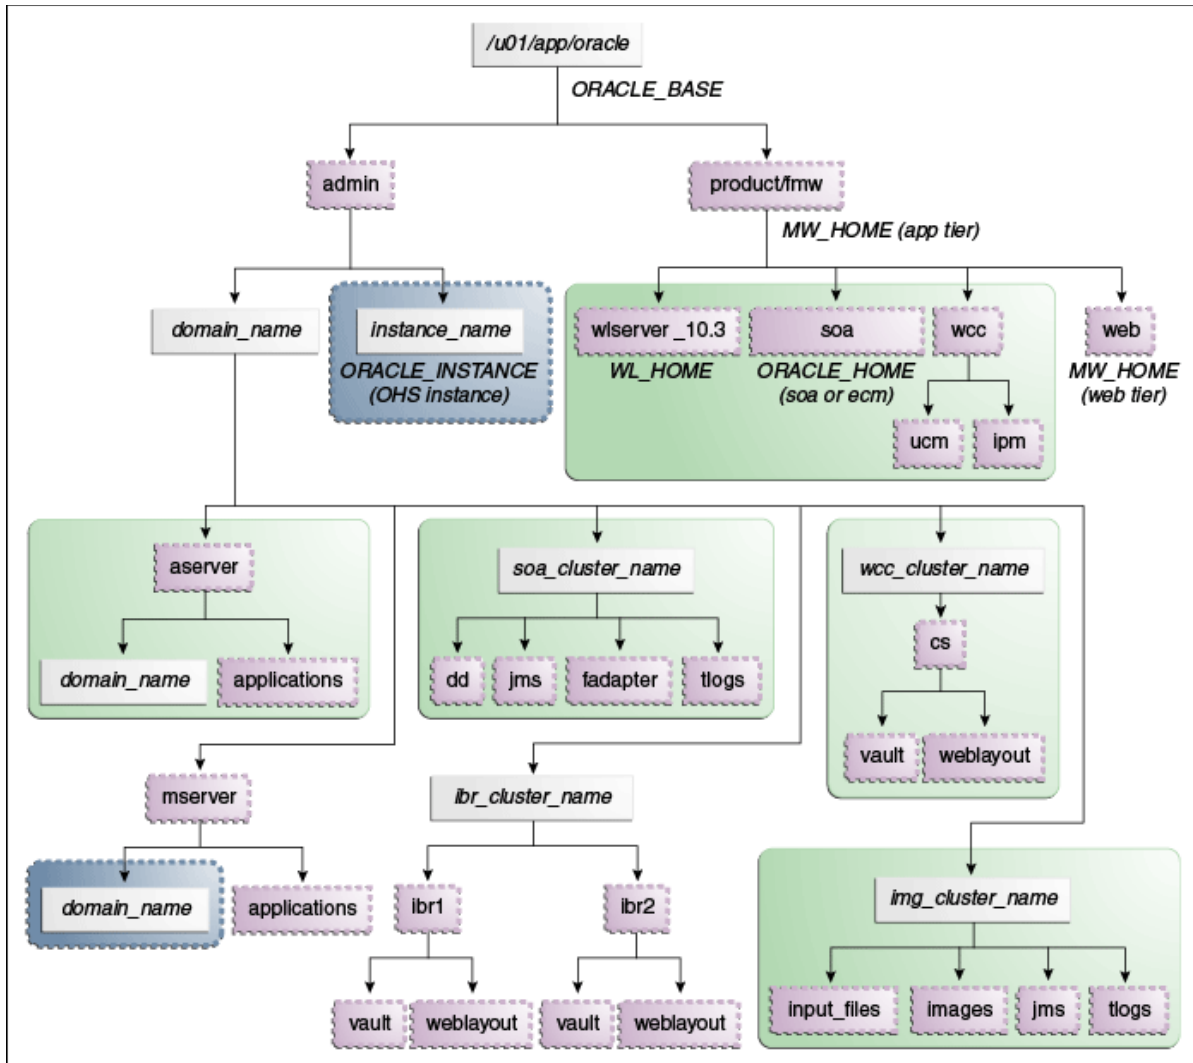 /u01/app/oracle
ORACLE_BASE
admin
product/fmw
MW_HOME (app tier)
domain_name
instance_name
ORACLE_INSTANCE
(OHS instance)
wlserver _10.3
WL_HOME
soa
ORACLE_HOME
(soa or ecm)
wcc
web
MW_HOME
(web tier)
ucm
ipm
aserver
domain_name
applications
soa_cluster_name
dd
jms
fadapter
tlogs
wcc_cluster_name
cs
vault
weblayout
mserver
domain_name
applications
ibr_cluster_name
ibr1
ibr2
vault
weblayout
vault
weblayout
img_cluster_name
input_files
images
jms
tlogs